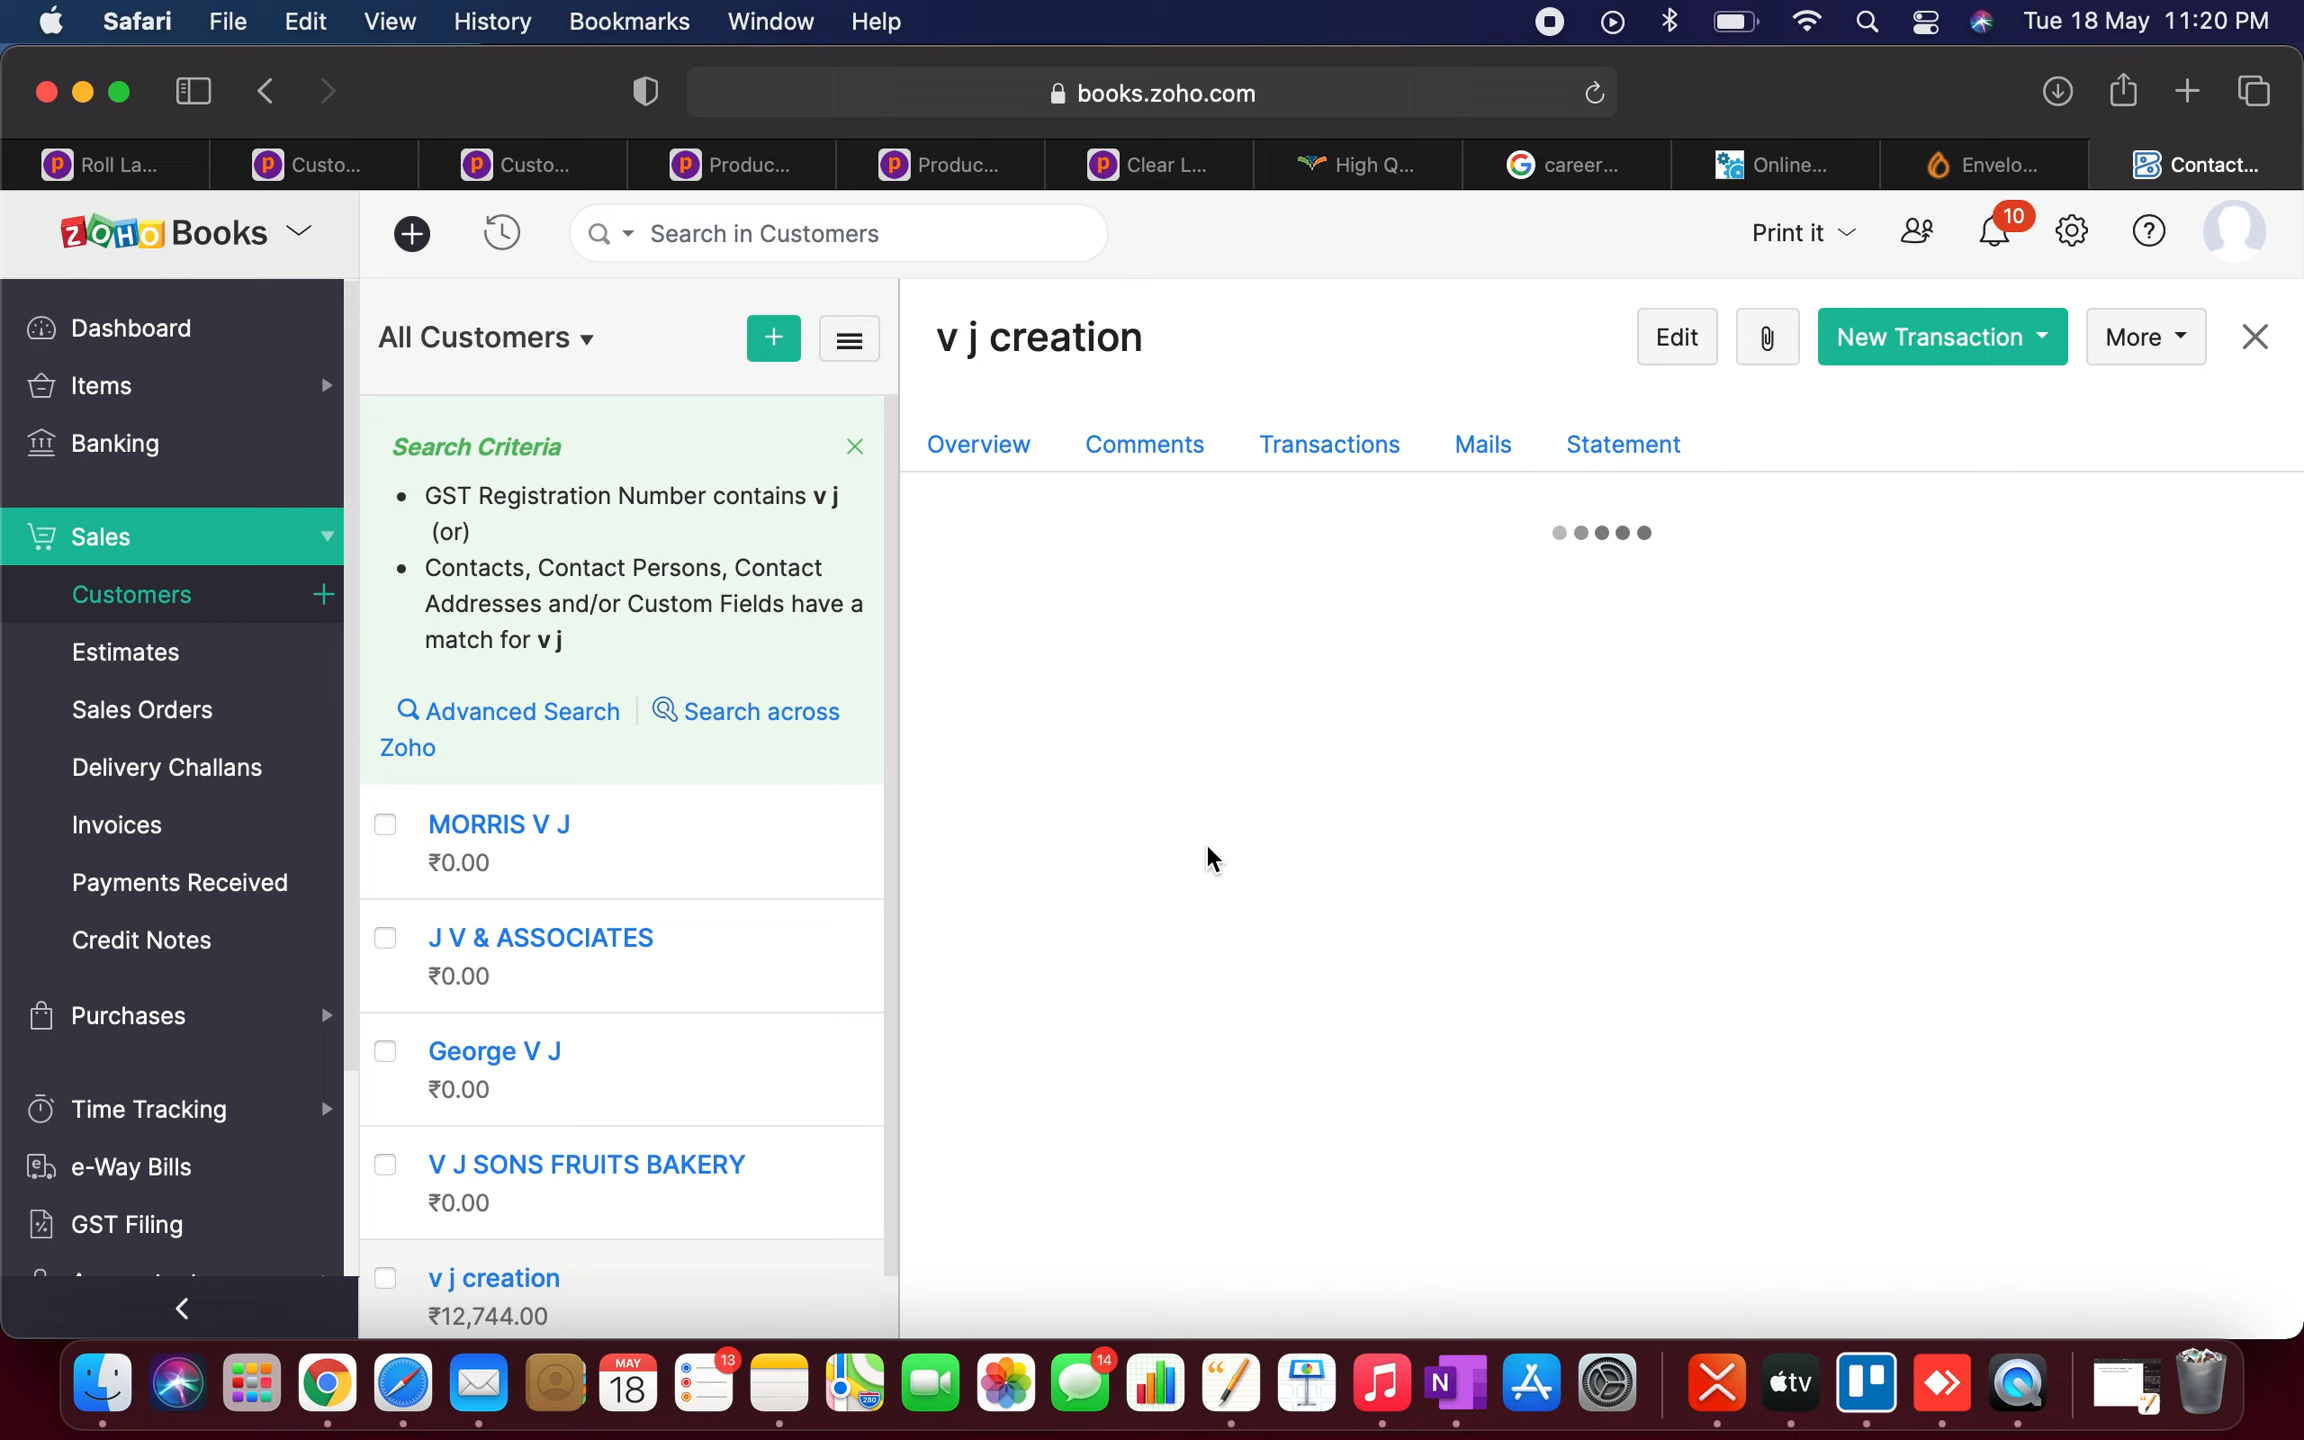 Safari File Edit View History Bookmarks Window Help Tue 18 May 11:20 PM
books.zoho.com
Roll La... Custo... Custo... Produc... Produc... Clear L... High Q... career... Online... Envelo... Contact...
ZOHO Books Search in Customers Print it 10
Dashboard
Items
Banking
Sales
Customers
Estimates
Sales Orders
Delivery Challans
Invoices
Payments Received
Credit Notes
Purchases
Time Tracking
e-Way Bills
GST Filing
All Customers
Search Criteria
• GST Registration Number contains v j
(or)
• Contacts, Contact Persons, Contact
Addresses and/or Custom Fields have a
match for v j
Advanced Search Search across
Zoho
MORRIS V J
₹0.00
J V & ASSOCIATES
₹0.00
George V J
₹0.00
V J SONS FRUITS BAKERY
₹0.00
v j creation
₹12,744.00
v j creation Edit New Transaction More
Overview Comments Transactions Mails Statement
MAY
18
13
280
14
N
tv